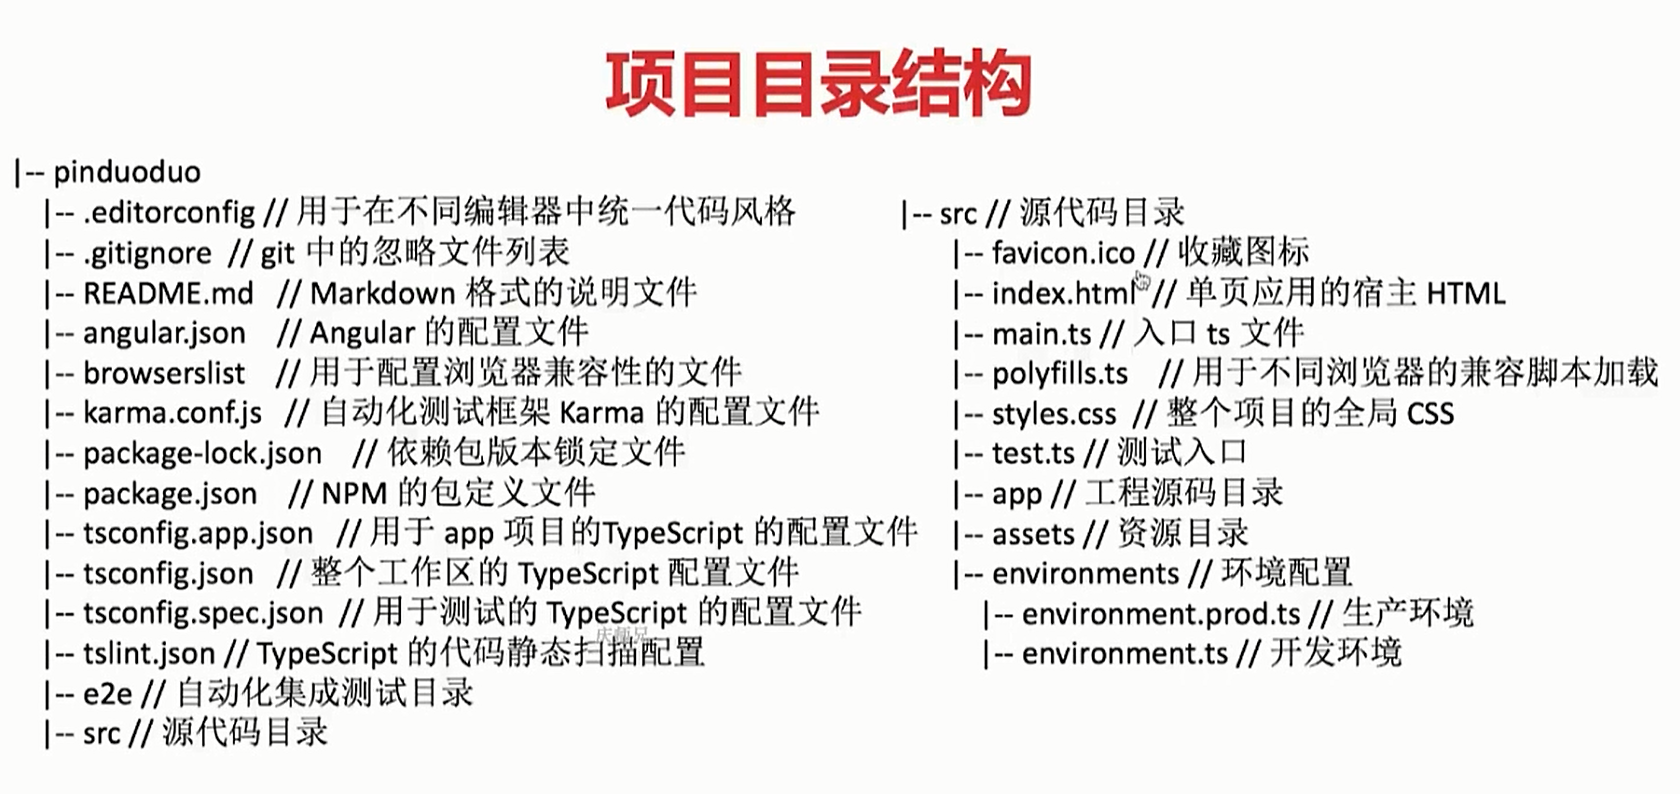 项目目录结构
|-- pinduoduo
|-- .editorconfig // 用于在不同编辑器中统一代码风格
|-- .gitignore // git 中的忽略文件列表
|-- README.md // Markdown 格式的说明文件
|-- angular.json // Angular 的配置文件
|-- browserslist // 用于配置浏览器兼容性的文件
|-- karma.conf.js // 自动化测试框架 Karma 的配置文件
|-- package-lock.json // 依赖包版本锁定文件
|-- package.json // NPM 的包定义文件
|-- tsconfig.app.json // 用于 app 项目的TypeScript 的配置文件
|-- tsconfig.json // 整个工作区的 TypeScript 配置文件
|-- tsconfig.spec.json // 用于测试的 TypeScript 的配置文件
|-- tslint.json // TypeScript 的代码静态扫描配置
|-- e2e // 自动化集成测试目录
|-- src // 源代码目录
|-- src // 源代码目录
|-- favicon.ico // 收藏图标
|-- index.html // 单页应用的宿主 HTML
|-- main.ts // 入口 ts 文件
|-- polyfills.ts // 用于不同浏览器的兼容脚本加载
|-- styles.css // 整个项目的全局 CSS
|-- test.ts // 测试入口
|-- app // 工程源码目录
|-- assets // 资源目录
|-- environments // 环境配置
|-- environment.prod.ts // 生产环境
|-- environment.ts // 开发环境